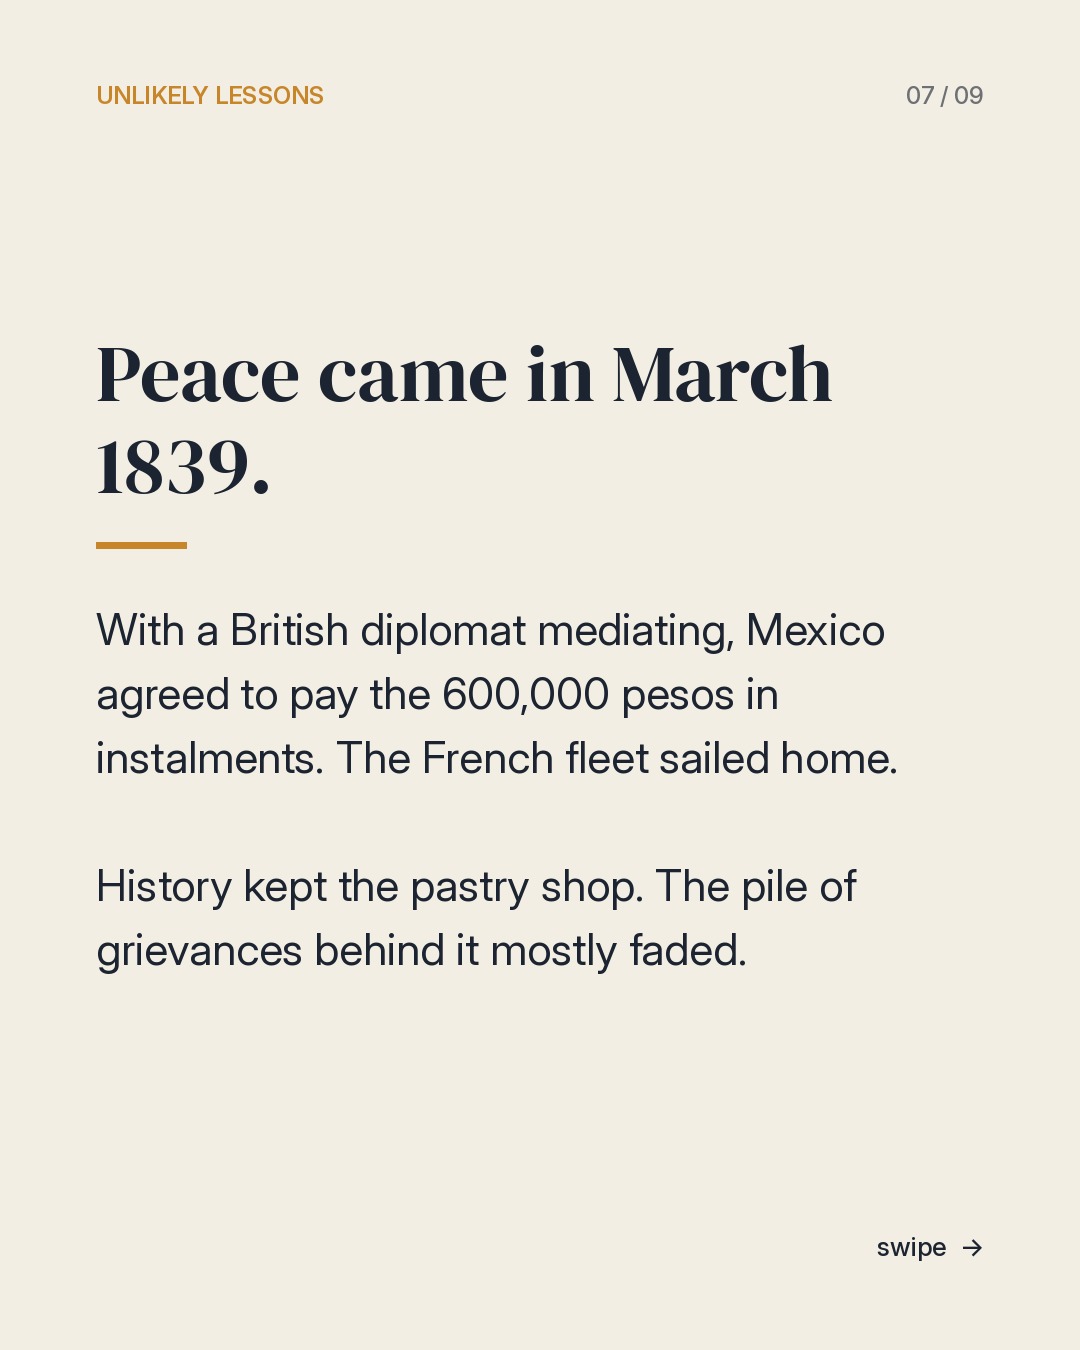 UNLIKELY LESSONS
07 / 09
Peace came in March
1839.
With a British diplomat mediating, Mexico
agreed to pay the 600,000 pesos in
instalments. The French fleet sailed home.
History kept the pastry shop. The pile of
grievances behind it mostly faded.
swipe →